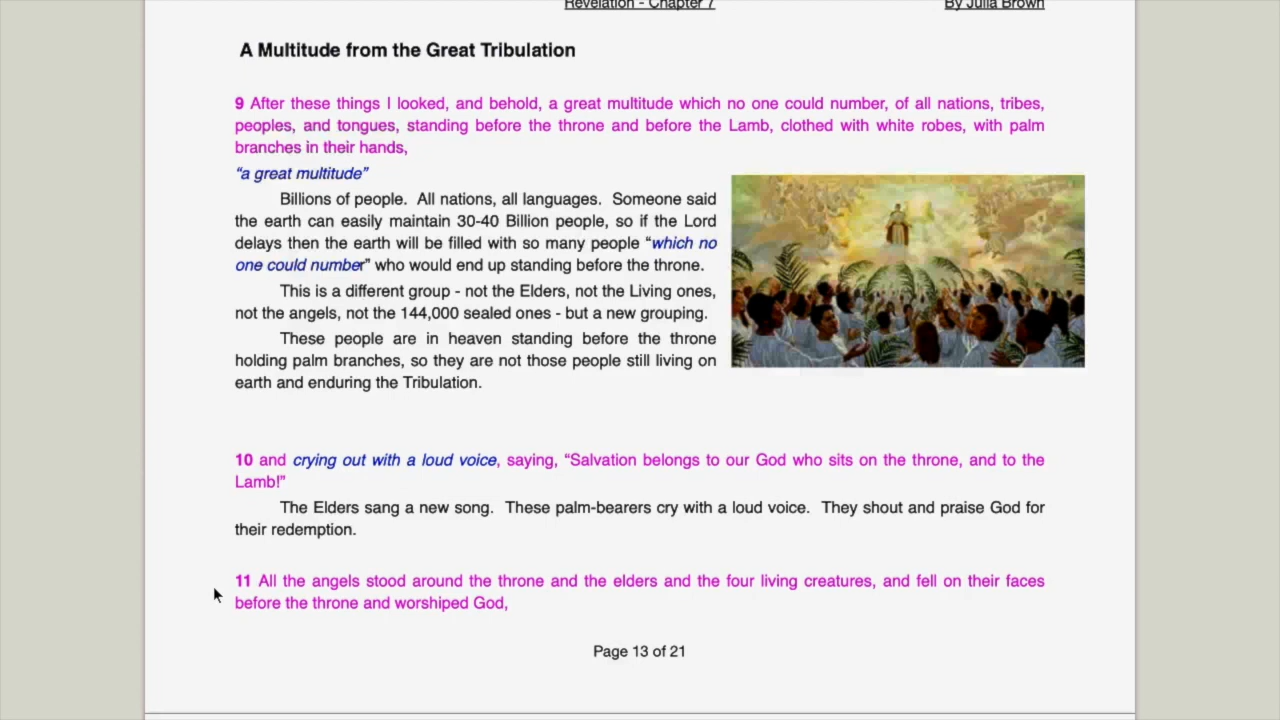 Revelation - Chapter 7 By Julia Brown
A Multitude from the Great Tribulation
9 After these things I looked, and behold, a great multitude which no one could number, of all nations, tribes,
peoples, and tongues, standing before the throne and before the Lamb, clothed with white robes, with palm
branches in their hands,
“a great multitude”
Billions of people. All nations, all languages. Someone said
the earth can easily maintain 30-40 Billion people, so if the Lord
delays then the earth will be filled with so many people “which no
one could number” who would end up standing before the throne.
This is a different group - not the Elders, not the Living ones,
not the angels, not the 144,000 sealed ones - but a new grouping.
These people are in heaven standing before the throne
holding palm branches, so they are not those people still living on
earth and enduring the Tribulation.
10 and crying out with a loud voice, saying, “Salvation belongs to our God who sits on the throne, and to the
Lamb!”
The Elders sang a new song. These palm-bearers cry with a loud voice. They shout and praise God for
their redemption.
11 All the angels stood around the throne and the elders and the four living creatures, and fell on their faces
before the throne and worshiped God,
Page 13 of 21